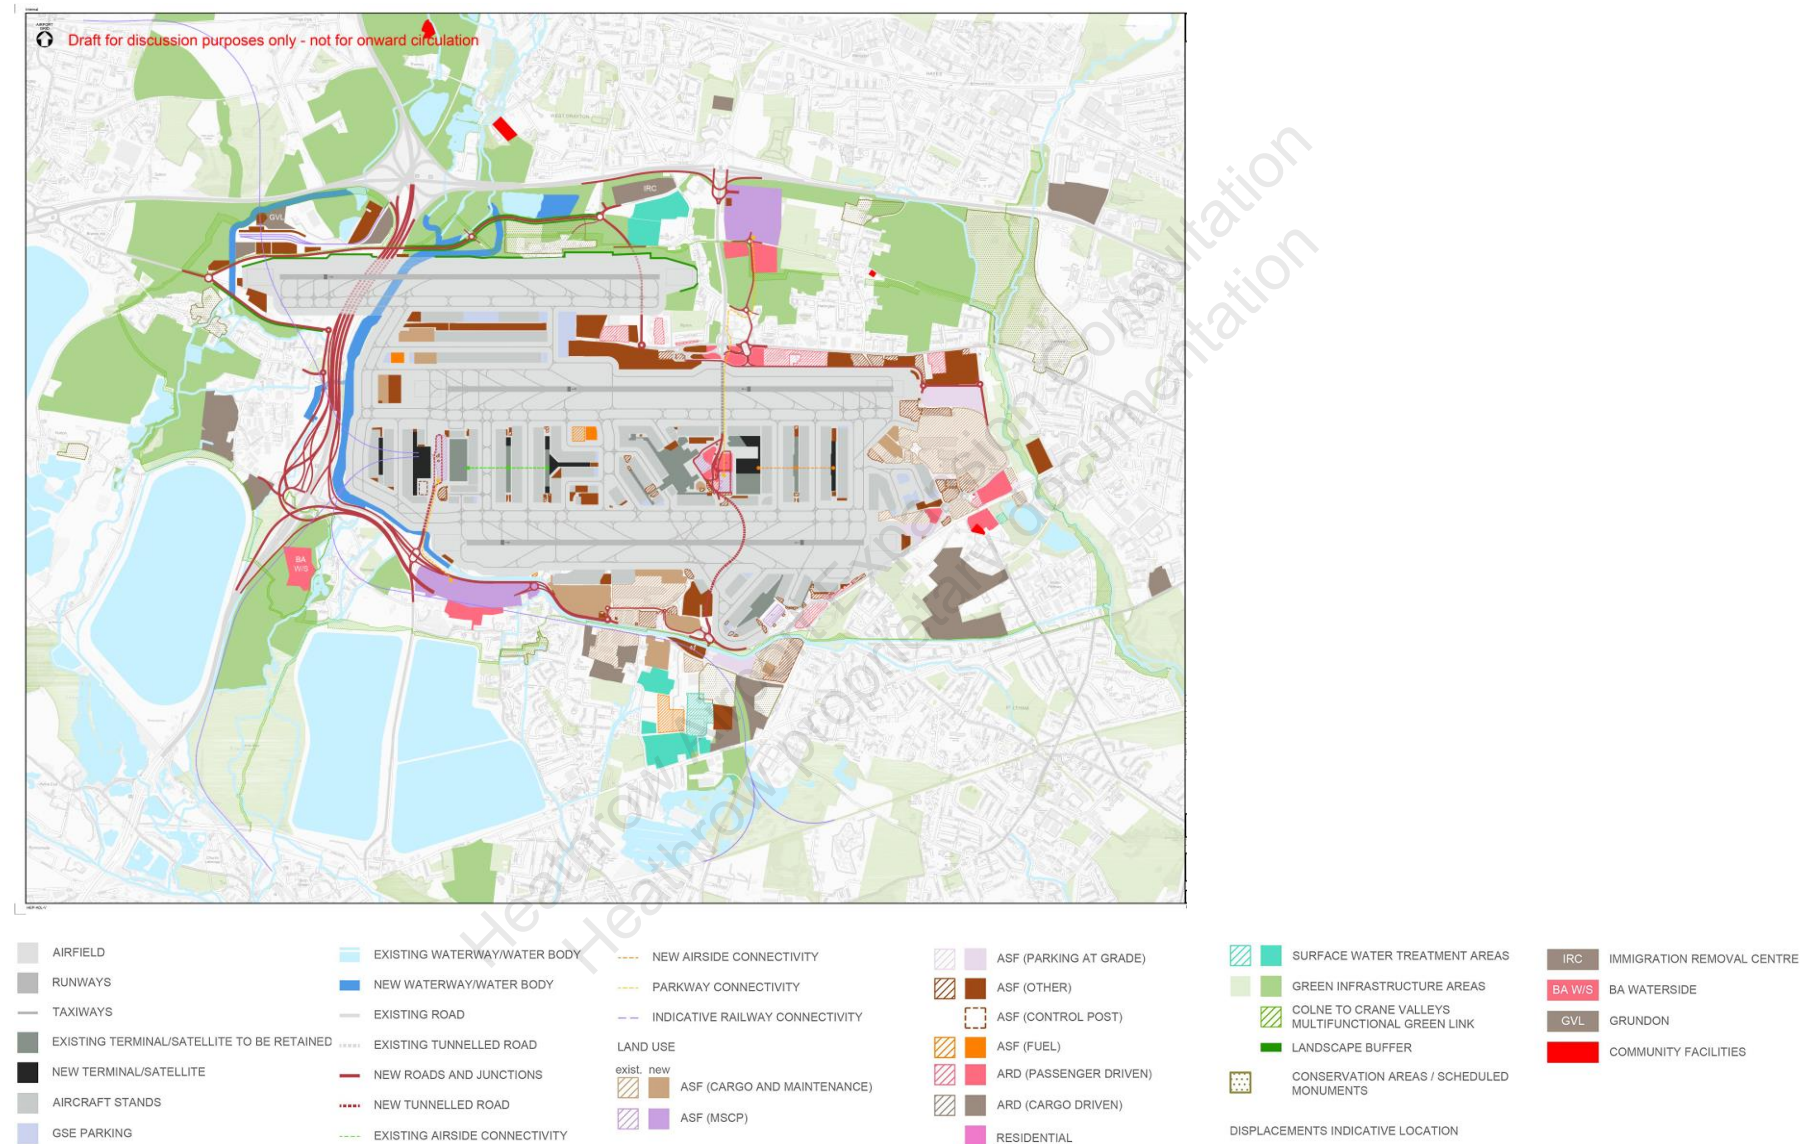 Draft for discussion purposes only - not for onward circulation
IRC
GVL
BA
W/S
Heathrow Airport Expansion Consultation
Heathrow proprietary documentation
AIRFIELD
RUNWAYS
TAXIWAYS
EXISTING TERMINAL/SATELLITE TO BE RETAINED
NEW TERMINAL/SATELLITE
AIRCRAFT STANDS
GSE PARKING
EXISTING WATERWAY/WATER BODY
NEW WATERWAY/WATER BODY
EXISTING ROAD
EXISTING TUNNELLED ROAD
NEW ROADS AND JUNCTIONS
NEW TUNNELLED ROAD
EXISTING AIRSIDE CONNECTIVITY
NEW AIRSIDE CONNECTIVITY
PARKWAY CONNECTIVITY
INDICATIVE RAILWAY CONNECTIVITY
LAND USE
exist. new
ASF (CARGO AND MAINTENANCE)
ASF (MSCP)
ASF (PARKING AT GRADE)
ASF (OTHER)
ASF (CONTROL POST)
ASF (FUEL)
ARD (PASSENGER DRIVEN)
ARD (CARGO DRIVEN)
RESIDENTIAL
SURFACE WATER TREATMENT AREAS
GREEN INFRASTRUCTURE AREAS
COLNE TO CRANE VALLEYS
MULTIFUNCTIONAL GREEN LINK
LANDSCAPE BUFFER
CONSERVATION AREAS / SCHEDULED
MONUMENTS
DISPLACEMENTS INDICATIVE LOCATION
IRC IMMIGRATION REMOVAL CENTRE
BA W/S BA WATERSIDE
GVL GRUNDON
COMMUNITY FACILITIES